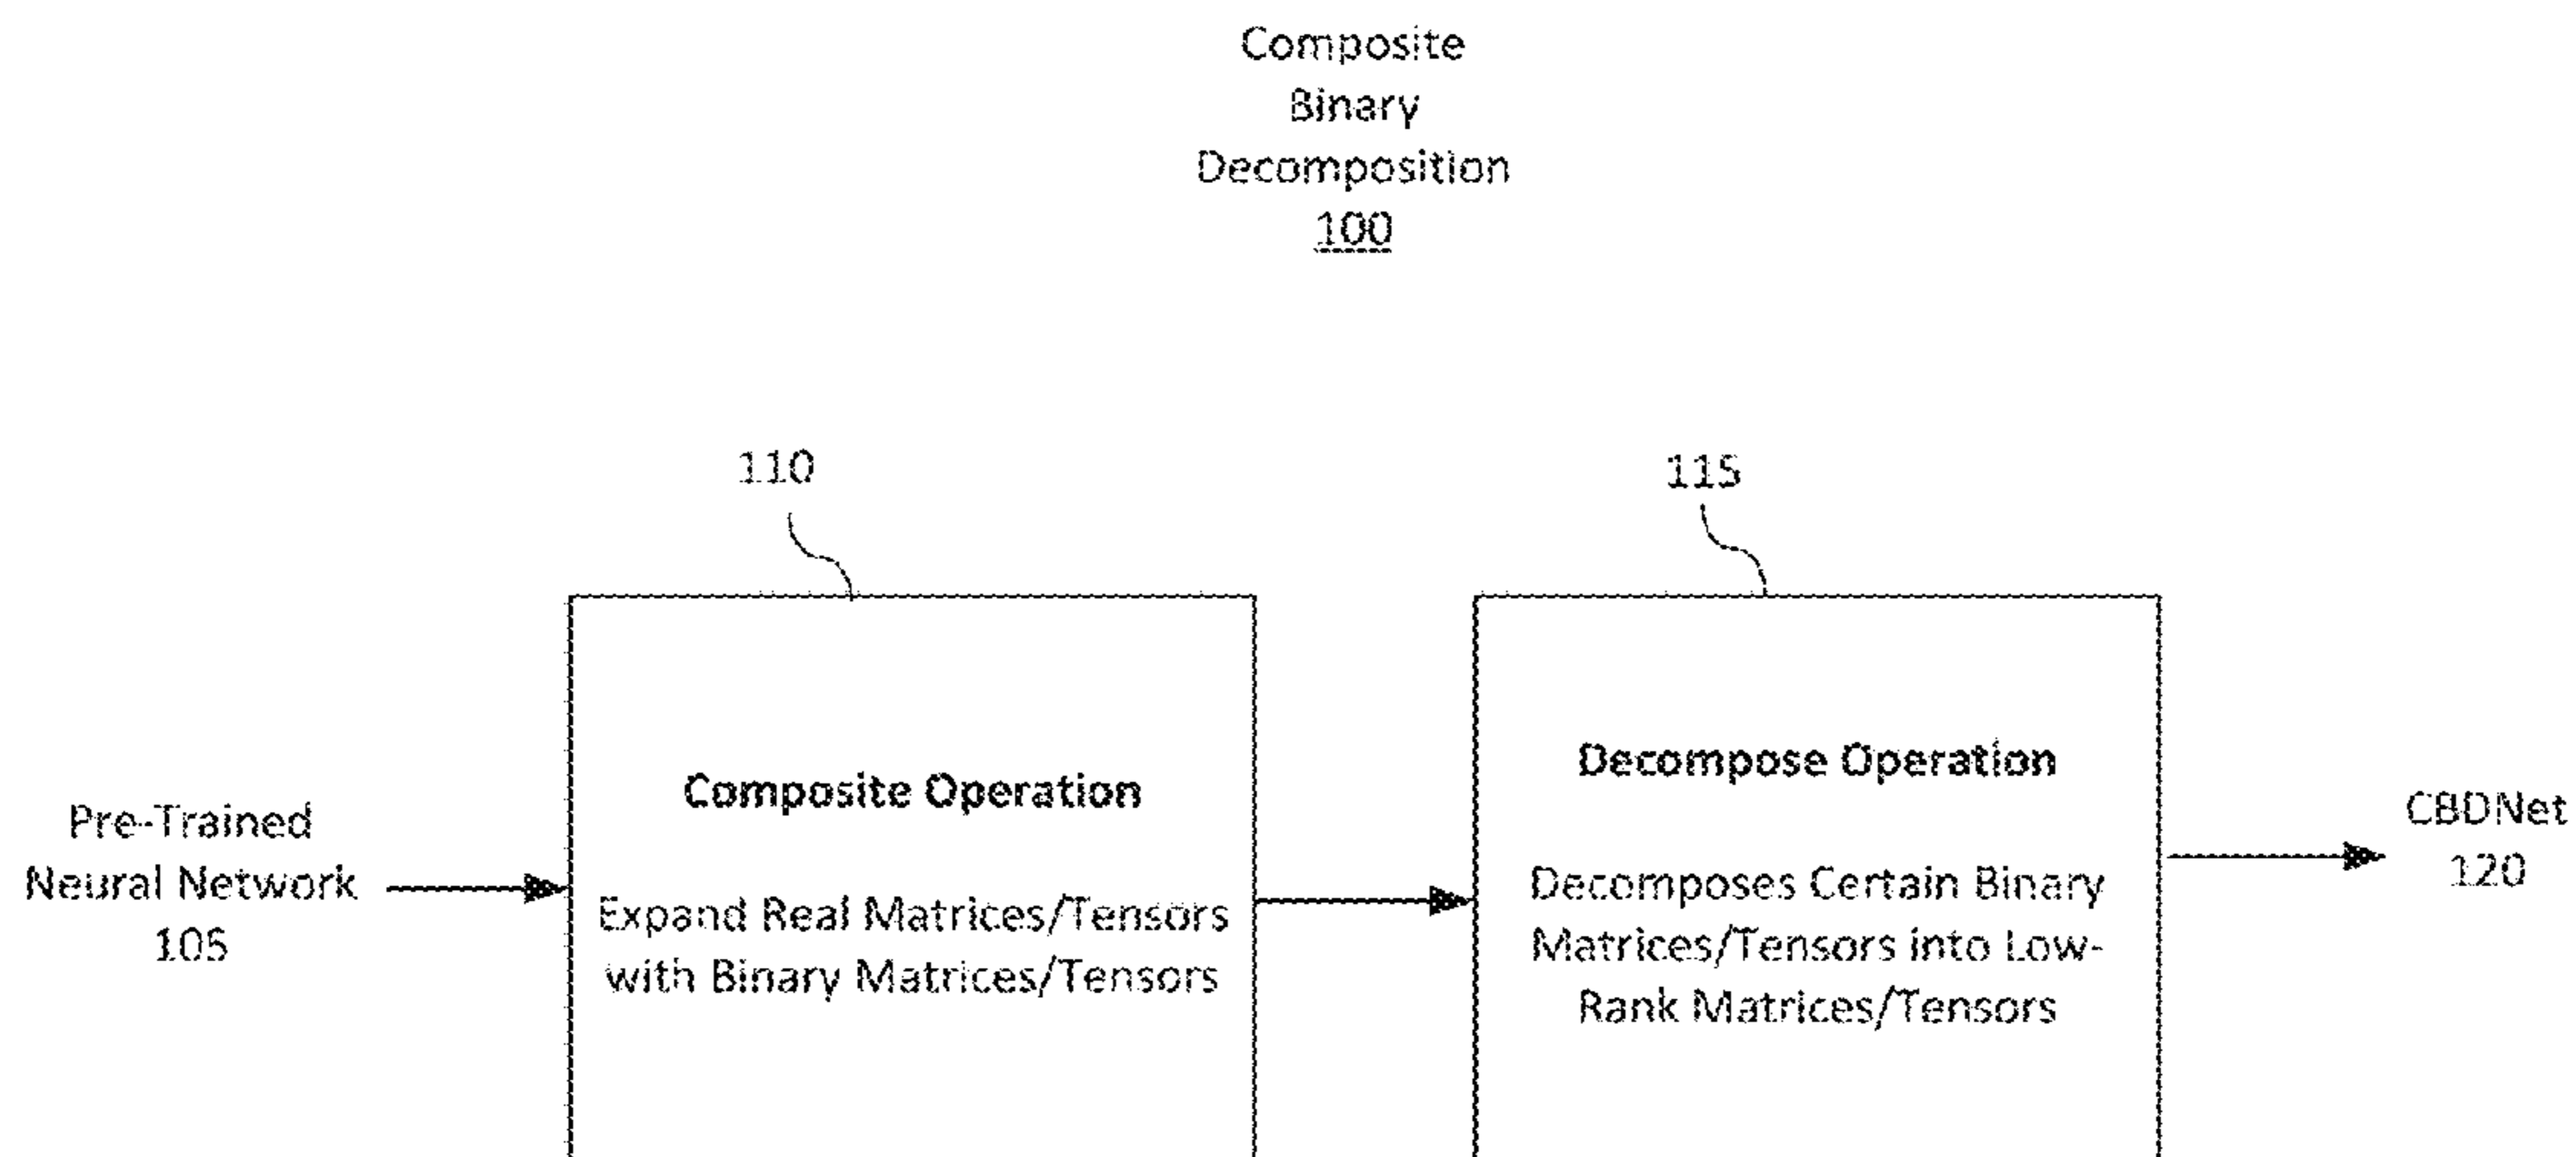 Composite
Binary
Decomposition
100
110
115
Composite Operation
Expand Real Matrices/Tensors
with Binary Matrices/Tensors
Decompose Operation
Decomposes Certain Binary
Matrices/Tensors into Low-
Rank Matrices/Tensors
Pre-Trained
Neural Network
105
CBDNet
120